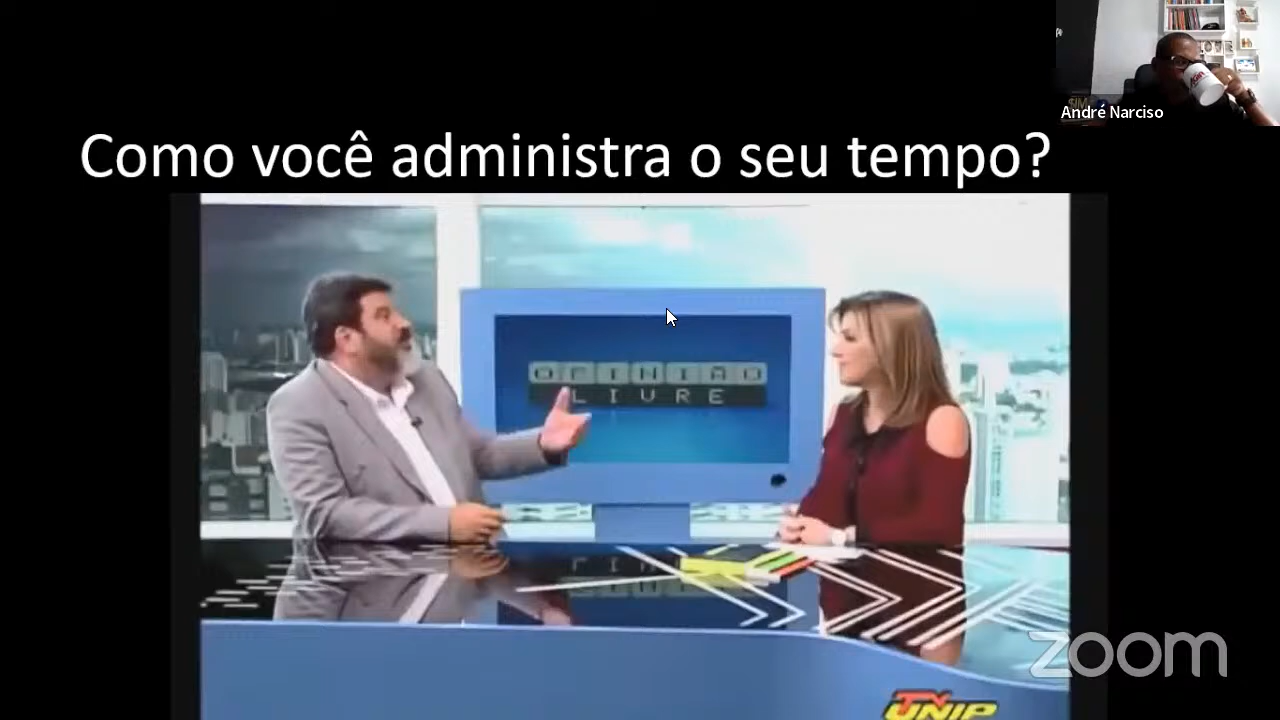 André Narciso
Como você administra o seu tempo?
OPINIÃO
LIVRE
zoom
TV
UNIP